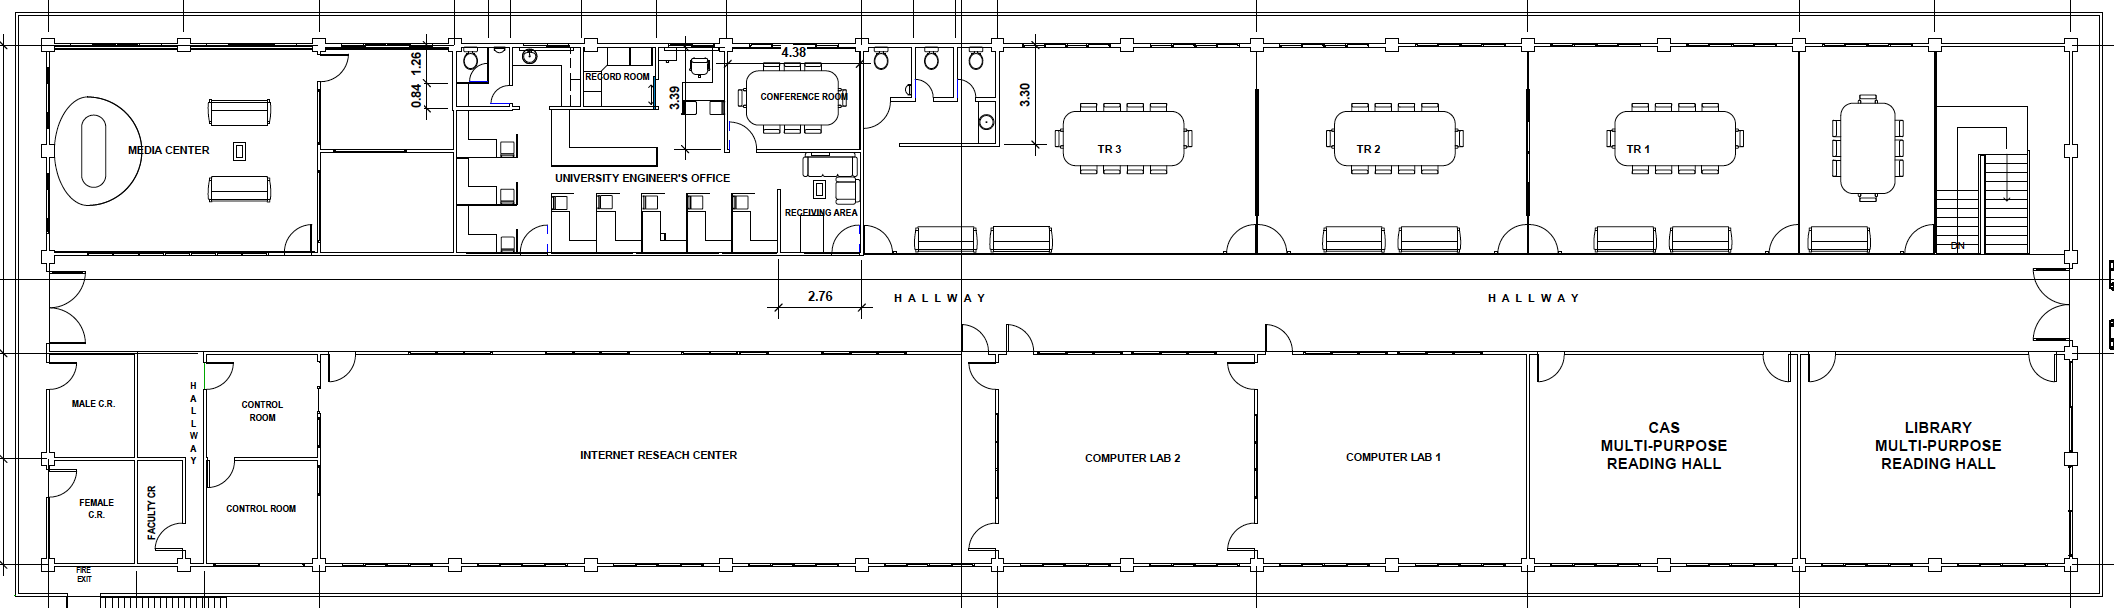 4.38
1.26
0.84
RECORD ROOM
3.39
CONFERENCE ROOM
3.30
MEDIA CENTER
TR 3
TR 2
TR 1
UNIVERSITY ENGINEER'S OFFICE
RECEIVING AREA
DN
2.76
HALLWAY
HALLWAY
MALE C.R.
HALLWAY
CONTROL
ROOM
INTERNET RESEACH CENTER
COMPUTER LAB 2
COMPUTER LAB 1
CAS
MULTI-PURPOSE
READING HALL
LIBRARY
MULTI-PURPOSE
READING HALL
FEMALE
C.R.
FACULTY CR
CONTROL ROOM
FIRE
EXIT